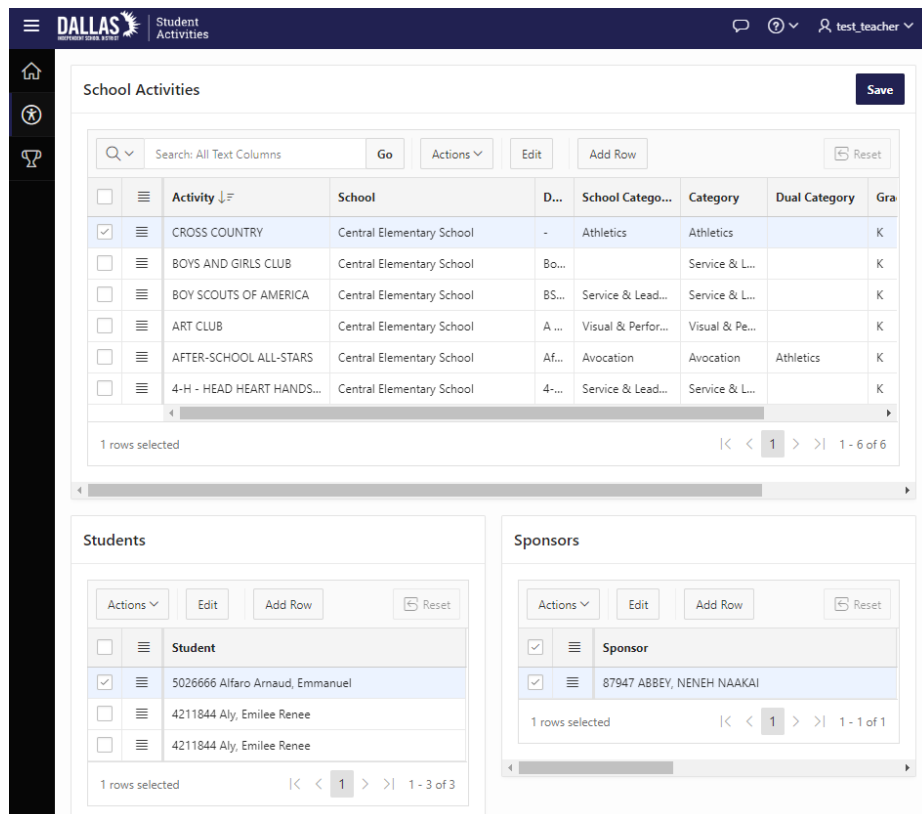 DALLAS
INDEPENDENT SCHOOL DISTRICT
Student
Activities
test_teacher
School Activities
Save
Search: All Text Columns
Go
Actions
Edit
Add Row
Reset
Activity School D... School Catego... Category Dual Category Gra
CROSS COUNTRY Central Elementary School - Athletics Athletics K
BOYS AND GIRLS CLUB Central Elementary School Bo... Service & L... K
BOY SCOUTS OF AMERICA Central Elementary School BS... Service & Lead... Service & L... K
ART CLUB Central Elementary School A ... Visual & Perfor... Visual & Pe... K
AFTER-SCHOOL ALL-STARS Central Elementary School Af... Avocation Avocation Athletics K
4-H - HEAD HEART HANDS... Central Elementary School 4-... Service & Lead... Service & L... K
1 rows selected 1 1 - 6 of 6
Students
Actions Edit Add Row Reset
Student
5026666 Alfaro Arnaud, Emmanuel
4211844 Aly, Emilee Renee
4211844 Aly, Emilee Renee
1 rows selected 1 1 - 3 of 3
Sponsors
Actions Edit Add Row Reset
Sponsor
87947 ABBEY, NENEH NAAKAI
1 rows selected 1 1 - 1 of 1